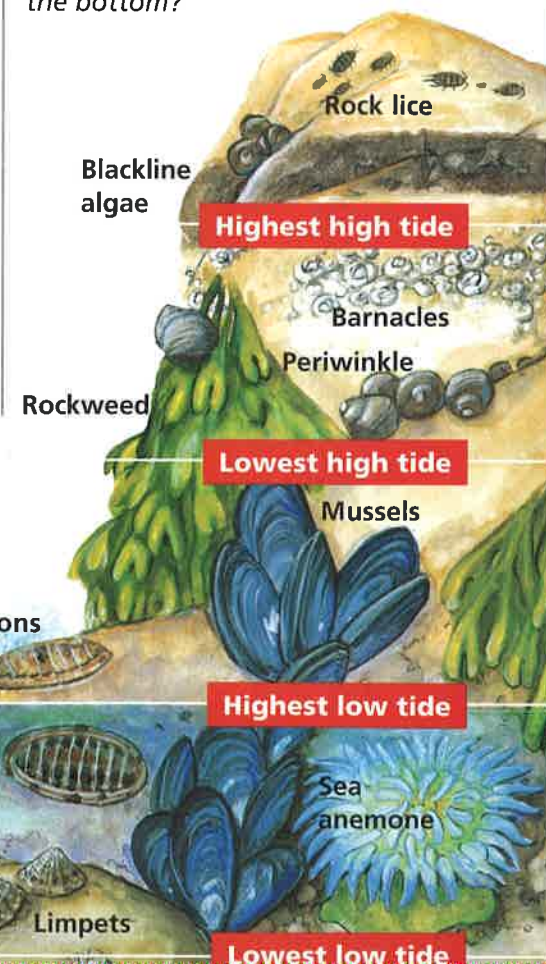 the bottom?
Rock lice
Blackline
algae
Highest high tide
Barnacles
Periwinkle
Rockweed
Lowest high tide
Mussels
ons
Highest low tide
Sea
anemone
Limpets
Lowest low tide